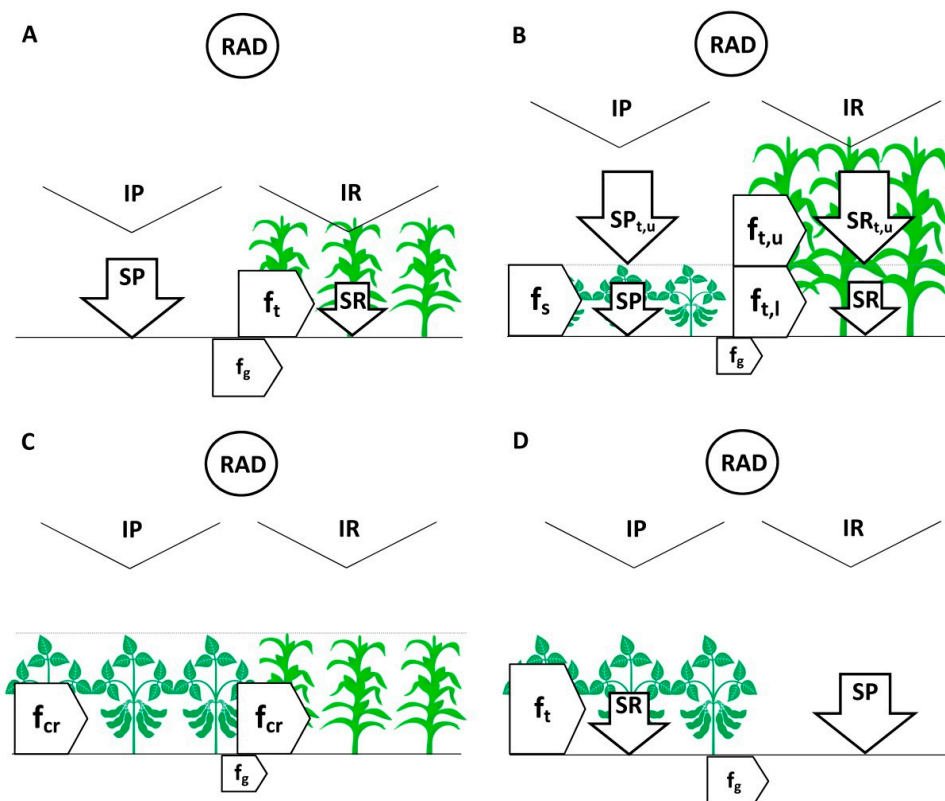 A
RAD
IP
IR
SP
f_t
SR
f_g
B
RAD
IP
IR
SP_t,u
SR_t,u
f_t,u
f_s
SP
f_t,l
SR
f_g
C
RAD
IP
IR
f_cr
f_cr
f_g
D
RAD
IP
IR
f_t
SR
SP
f_g